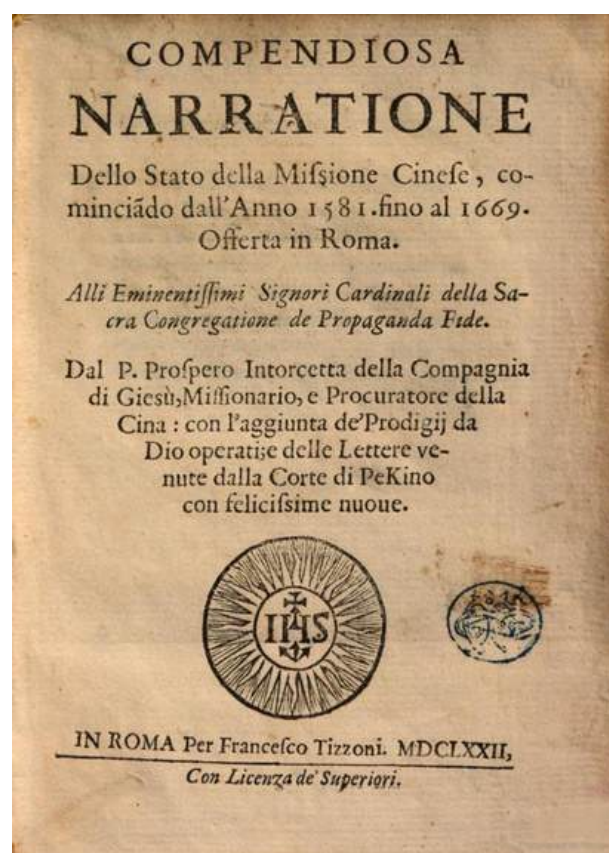 COMPENDIOSA
NARRATIONE
Dello Stato della Miſſione Cineſe, co-
minciãdo dall'Anno 1581. fino al 1669.
Offerta in Roma.
Alli Eminentiſſimi Signori Cardinali della Sa-
cra Congregatione de Propaganda Fide.
Dal P. Proſpero Intorcetta della Compagnia
di Giesù, Miſſionario, e Procuratore della
Cina : con l'aggiunta de'Prodigij da
Dio operati; e delle Lettere ve-
nute dalla Corte di PeKino
con feliciſsime nuoue.
IHS
IN ROMA Per Franceſco Tizzoni. MDCLXXII,
Con Licenza de' Superiori.